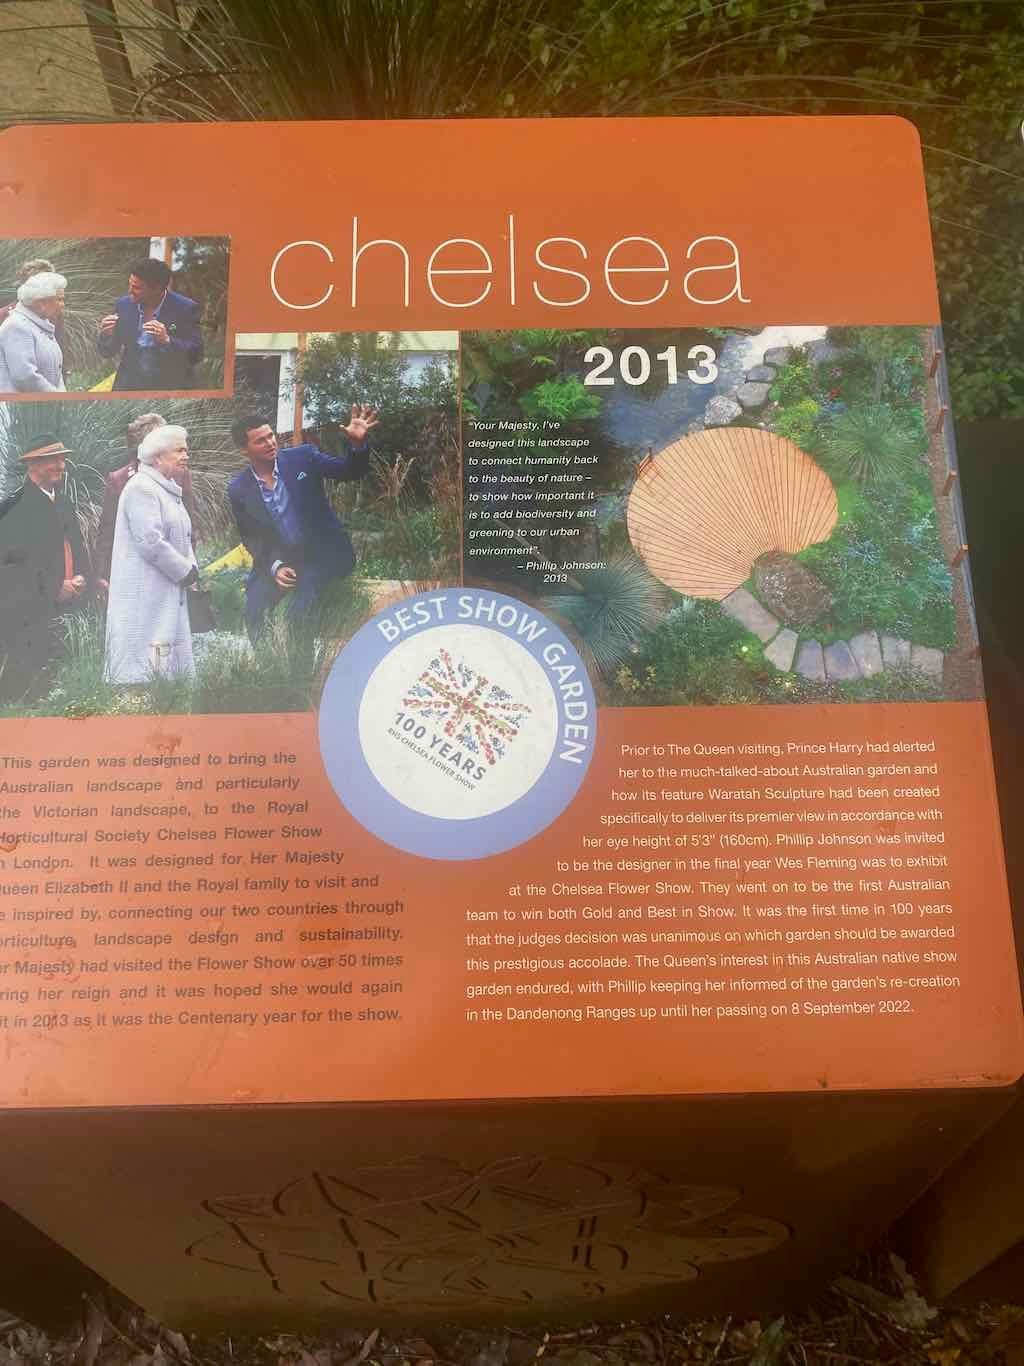 chelsea
2013
"Your Majesty, I've
designed this landscape
to connect humanity back
to the beauty of nature –
to show how important it
is to add biodiversity and
greening to our urban
environment".
– Phillip Johnson:
2013
BEST SHOW GARDEN
100 YEARS
RHS CHELSEA FLOWER SHOW
This garden was designed to bring the
Australian landscape and particularly
the Victorian landscape, to the Royal
Horticultural Society Chelsea Flower Show
London. It was designed for Her Majesty
Queen Elizabeth II and the Royal family to visit and
inspired by, connecting our two countries through
orticulture, landscape design and sustainability.
er Majesty had visited the Flower Show over 50 times
ring her reign and it was hoped she would again
it in 2013 as it was the Centenary year for the show.
Prior to The Queen visiting, Prince Harry had alerted
her to the much-talked-about Australian garden and
how its feature Waratah Sculpture had been created
specifically to deliver its premier view in accordance with
her eye height of 5'3" (160cm). Phillip Johnson was invited
to be the designer in the final year Wes Fleming was to exhibit
at the Chelsea Flower Show. They went on to be the first Australian
team to win both Gold and Best in Show. It was the first time in 100 years
that the judges decision was unanimous on which garden should be awarded
this prestigious accolade. The Queen's interest in this Australian native show
garden endured, with Phillip keeping her informed of the garden's re-creation
in the Dandenong Ranges up until her passing on 8 September 2022.